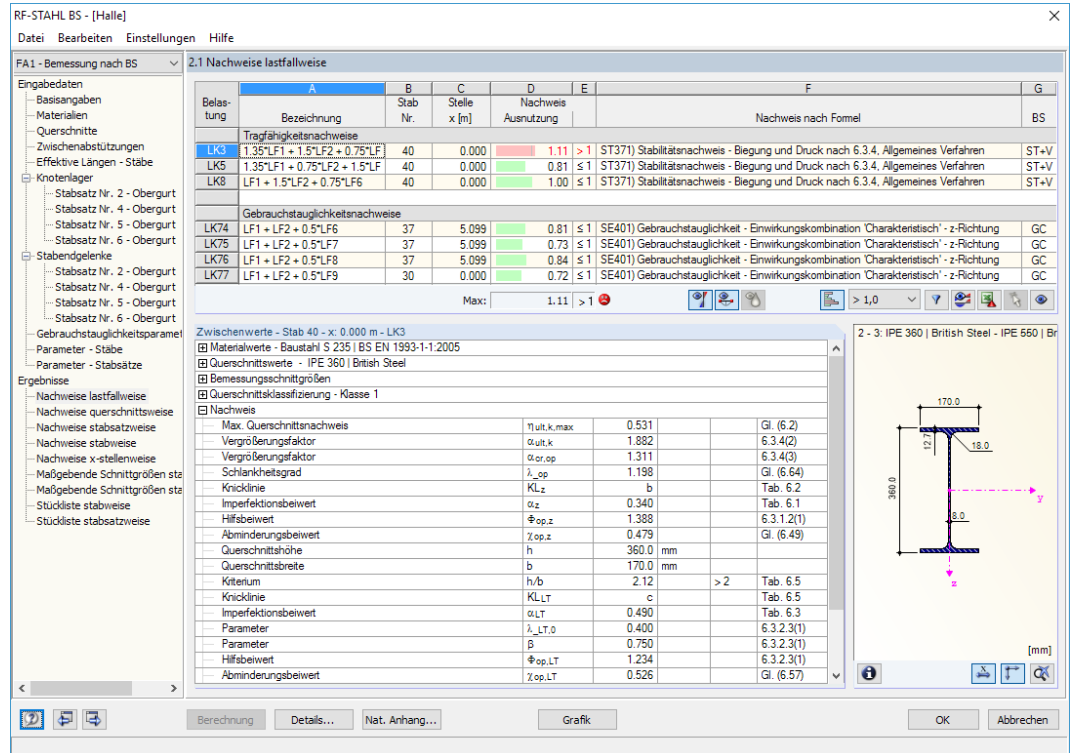 RF-STAHL BS - [Halle]
Datei Bearbeiten Einstellungen Hilfe
FA1 - Bemessung nach BS
2.1 Nachweise lastfallweise
Eingabedaten
Basisangaben
Materialien
Querschnitte
Zwischenabstützungen
Effektive Längen - Stäbe
Knotenlager
Stabsatz Nr. 2 - Obergurt
Stabsatz Nr. 4 - Obergurt
Stabsatz Nr. 5 - Obergurt
Stabsatz Nr. 6 - Obergurt
Stabendgelenke
Stabsatz Nr. 2 - Obergurt
Stabsatz Nr. 4 - Obergurt
Stabsatz Nr. 5 - Obergurt
Stabsatz Nr. 6 - Obergurt
Gebrauchstauglichkeitsparamet
Parameter - Stäbe
Parameter - Stabsätze
Ergebnisse
Nachweise lastfallweise
Nachweise querschnittsweise
Nachweise stabsatzweise
Nachweise stabweise
Nachweise x-stellenweise
Maßgebende Schnittgrößen sta
Maßgebende Schnittgrößen sta
Stückliste stabweise
Stückliste stabsatzweise
A B C D E F G
Belas- Stab Stelle Nachweis
tung Bezeichnung Nr. x [m] Ausnutzung Nachweis nach Formel BS
Tragfähigkeitsnachweise
LK3 1.35*LF1 + 1.5*LF2 + 0.75*LF 40 0.000 1.11 > 1 ST371) Stabilitätsnachweis - Biegung und Druck nach 6.3.4, Allgemeines Verfahren ST+V
LK5 1.35*LF1 + 0.75*LF2 + 1.5*LF 40 0.000 0.81 ≤ 1 ST371) Stabilitätsnachweis - Biegung und Druck nach 6.3.4, Allgemeines Verfahren ST+V
LK8 LF1 + 1.5*LF2 + 0.75*LF6 40 0.000 1.00 ≤ 1 ST371) Stabilitätsnachweis - Biegung und Druck nach 6.3.4, Allgemeines Verfahren ST+V
Gebrauchstauglichkeitsnachweise
LK74 LF1 + LF2 + 0.5*LF6 37 5.099 0.81 ≤ 1 SE401) Gebrauchstauglichkeit - Einwirkungskombination 'Charakteristisch' - z-Richtung GC
LK75 LF1 + LF2 + 0.5*LF7 37 5.099 0.73 ≤ 1 SE401) Gebrauchstauglichkeit - Einwirkungskombination 'Charakteristisch' - z-Richtung GC
LK76 LF1 + LF2 + 0.5*LF8 37 5.099 0.84 ≤ 1 SE401) Gebrauchstauglichkeit - Einwirkungskombination 'Charakteristisch' - z-Richtung GC
LK77 LF1 + LF2 + 0.5*LF9 30 0.000 0.72 ≤ 1 SE401) Gebrauchstauglichkeit - Einwirkungskombination 'Charakteristisch' - z-Richtung GC
Max: 1.11 > 1 > 1,0
Zwischenwerte - Stab 40 - x: 0.000 m - LK3
Materialwerte - Baustahl S 235 | BS EN 1993-1-1:2005
Querschnittswerte - IPE 360 | British Steel
Bemessungsschnittgrößen
Querschnittsklassifizierung - Klasse 1
Nachweis
Max. Querschnittsnachweis ηult,k,max 0.531 Gl. (6.2)
Vergrößerungsfaktor αult,k 1.882 6.3.4(2)
Vergrößerungsfaktor αcr,op 1.311 6.3.4(3)
Schlankheitsgrad λ_op 1.198 Gl. (6.64)
Knicklinie KLz b Tab. 6.2
Imperfektionsbeiwert αz 0.340 Tab. 6.1
Hilfsbeiwert Φop,z 1.388 6.3.1.2(1)
Abminderungsbeiwert χop,z 0.479 Gl. (6.49)
Querschnittshöhe h 360.0 mm
Querschnittsbreite b 170.0 mm
Kriterium h/b 2.12 > 2 Tab. 6.5
Knicklinie KLLT c Tab. 6.5
Imperfektionsbeiwert αLT 0.490 Tab. 6.3
Parameter λ_LT,0 0.400 6.3.2.3(1)
Parameter β 0.750 6.3.2.3(1)
Hilfsbeiwert Φop,LT 1.234 6.3.2.3(1)
Abminderungsbeiwert χop,LT 0.526 Gl. (6.57)
2 - 3: IPE 360 | British Steel - IPE 550 | Br
170.0
12.7
18.0
360.0
y
8.0
z
[mm]
Berechnung Details... Nat. Anhang... Grafik OK Abbrechen